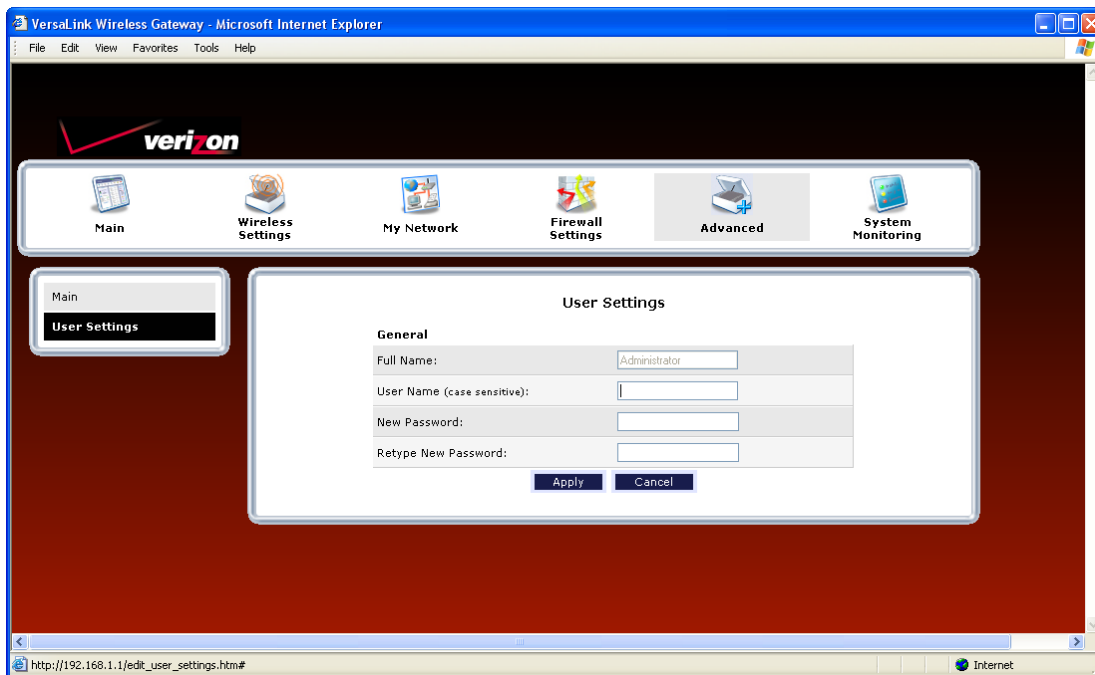 VersaLink Wireless Gateway - Microsoft Internet Explorer
File Edit View Favorites Tools Help
verizon
Main
Wireless
Settings
My Network
Firewall
Settings
Advanced
System
Monitoring
Main
User Settings
User Settings
General
Full Name: Administrator
User Name (case sensitive):
New Password:
Retype New Password:
Apply Cancel
http://192.168.1.1/edit_user_settings.htm# Internet